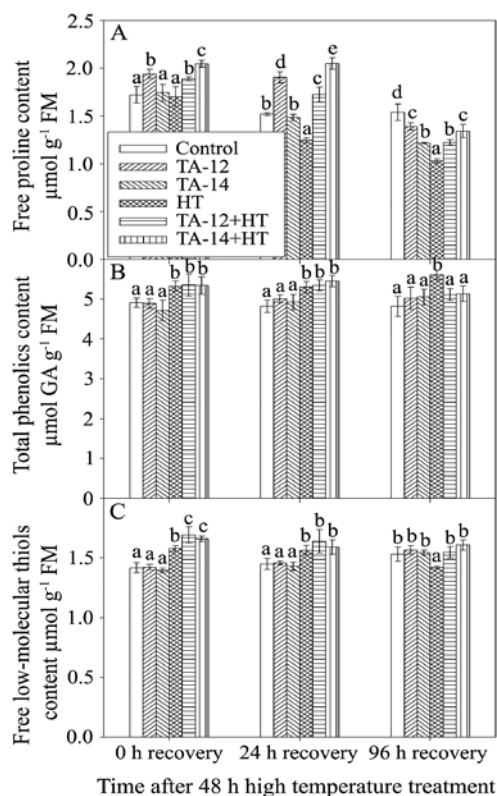 A
Free proline content
μmol g⁻¹ FM
2.5
2.0
1.5
1.0
0.0
a b a a b c
b d b a c e
d c b a b c
Control
TA-12
TA-14
HT
TA-12+HT
TA-14+HT
B
Total phenolics content
μmol GA g⁻¹ FM
5
4
3
2
1
0
a a a b b b
a a a b b b
a a a b a a
C
Free low-molecular thiols
content μmol g⁻¹ FM
1.5
1.0
0.5
0.0
a a a b c c
a a a b b b
b b b a b b
0 h recovery 24 h recovery 96 h recovery
Time after 48 h high temperature treatment